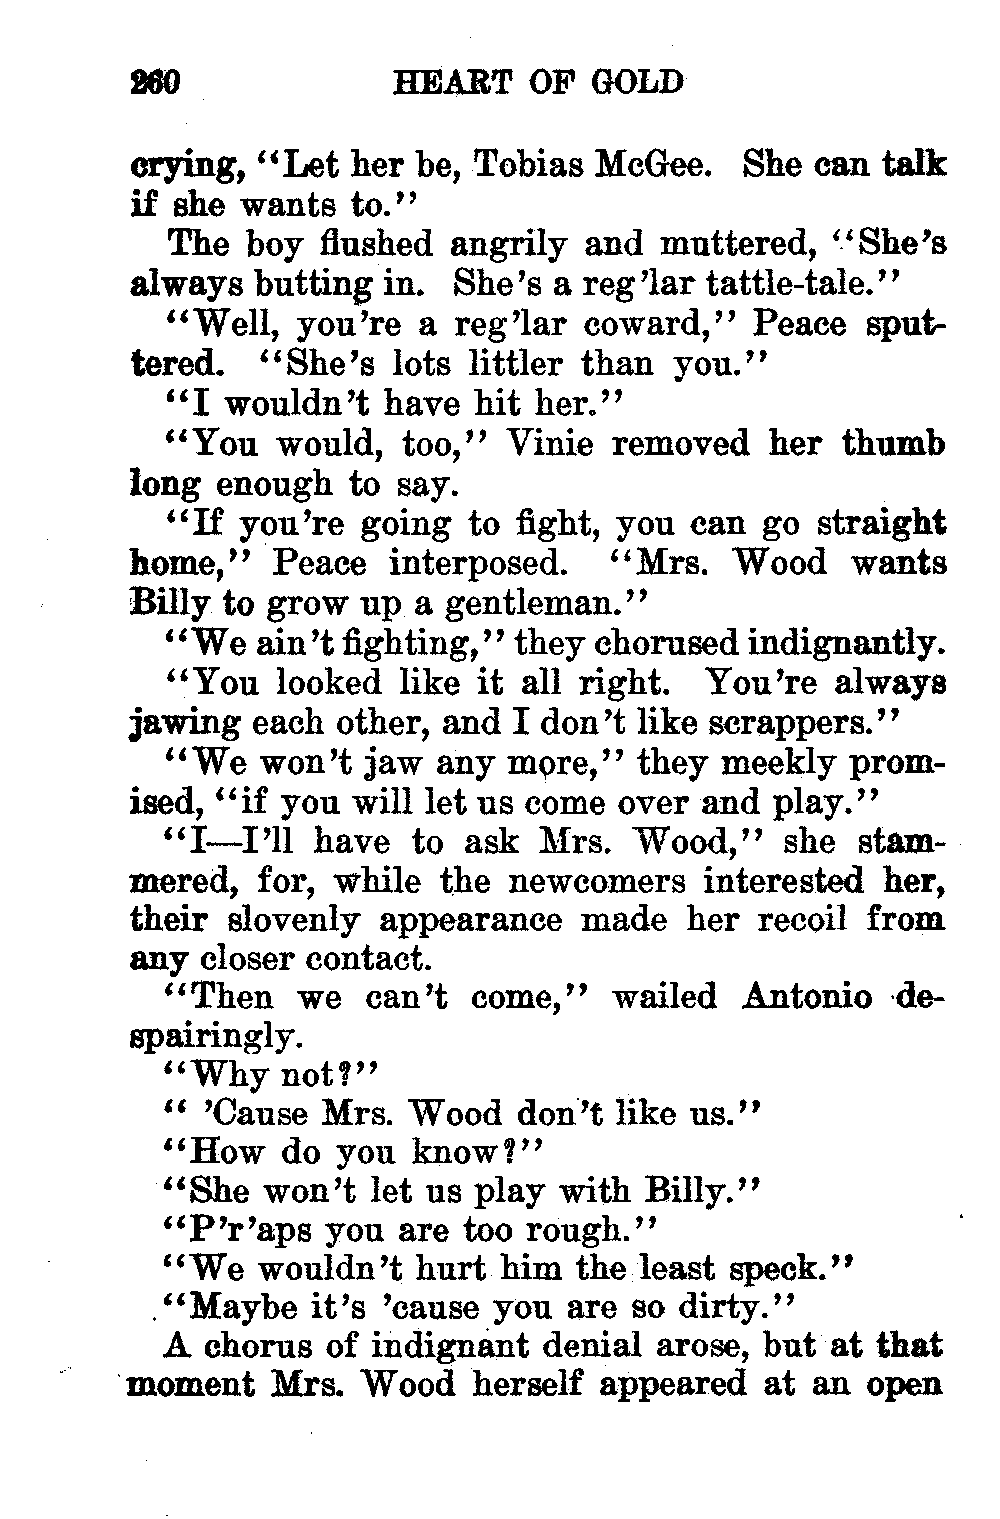 260 HEART OF GOLD
crying, "Let her be, Tobias McGee. She can talk
if she wants to."
The boy flushed angrily and muttered, "She's
always butting in. She's a reg'lar tattle-tale."
"Well, you're a reg'lar coward," Peace sput-
tered. "She's lots littler than you."
"I wouldn't have hit her."
"You would, too," Vinie removed her thumb
long enough to say.
"If you're going to fight, you can go straight
home," Peace interposed. "Mrs. Wood wants
Billy to grow up a gentleman."
"We ain't fighting," they chorused indignantly.
"You looked like it all right. You're always
jawing each other, and I don't like scrappers."
"We won't jaw any more," they meekly prom-
ised, "if you will let us come over and play."
"I—I'll have to ask Mrs. Wood," she stam-
mered, for, while the newcomers interested her,
their slovenly appearance made her recoil from
any closer contact.
"Then we can't come," wailed Antonio de-
spairingly.
"Why not?"
" 'Cause Mrs. Wood don't like us."
"How do you know?"
"She won't let us play with Billy."
"P'r'aps you are too rough."
"We wouldn't hurt him the least speck."
"Maybe it's 'cause you are so dirty."
A chorus of indignant denial arose, but at that
moment Mrs. Wood herself appeared at an open